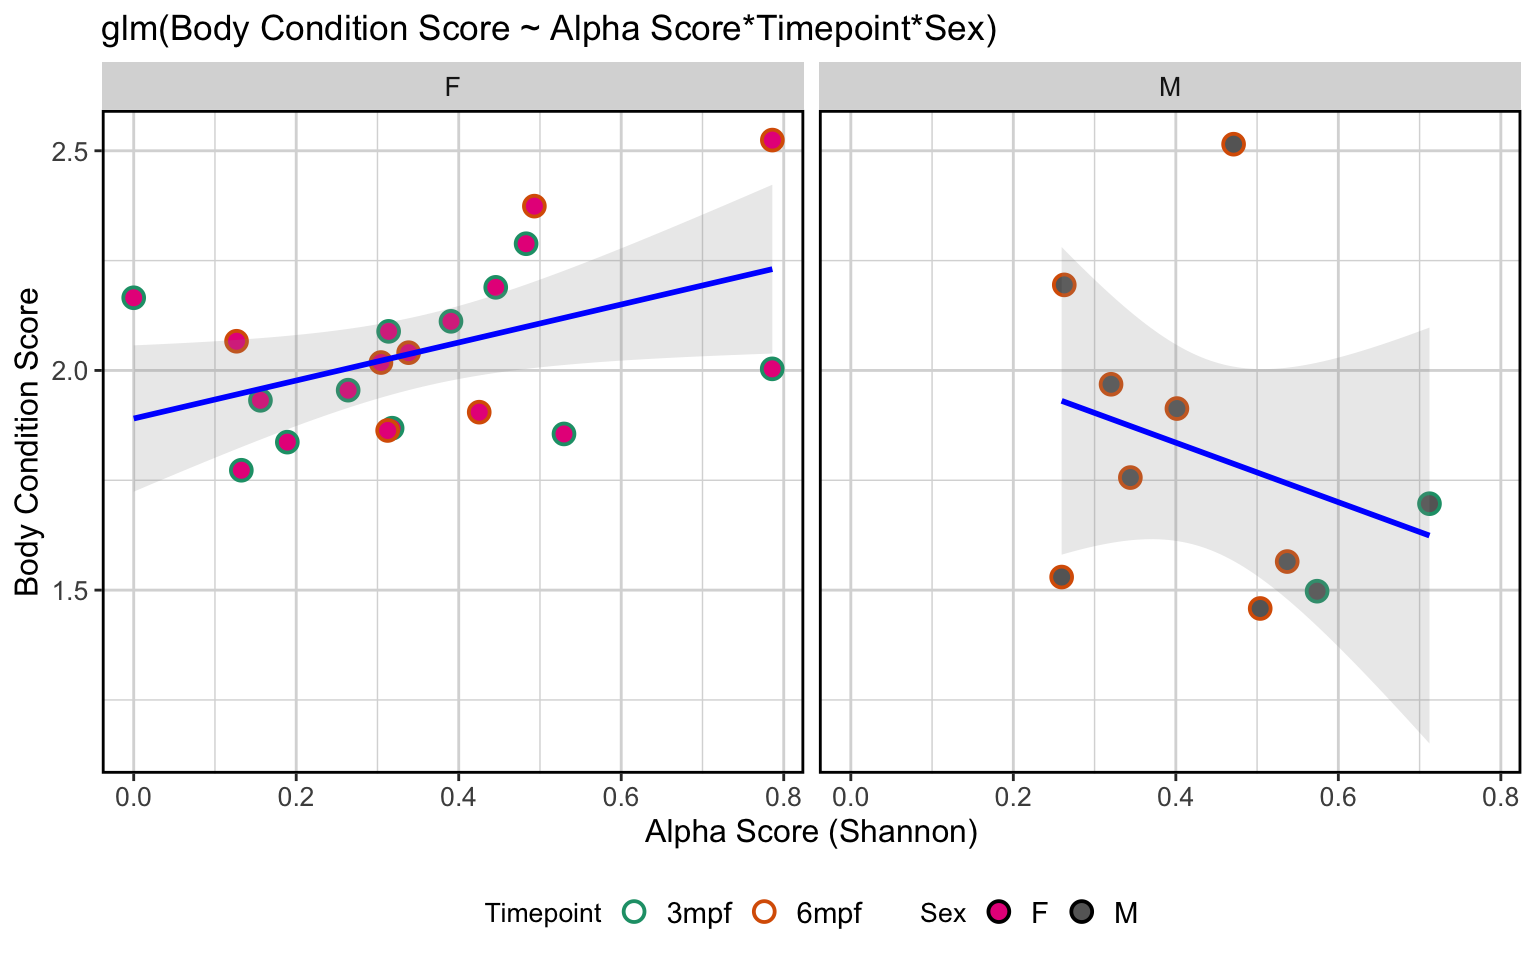 glm(Body Condition Score ~ Alpha Score*Timepoint*Sex)
F
M
Body Condition Score
2.5
2.0
1.5
0.0 0.2 0.4 0.6 0.8
0.0 0.2 0.4 0.6 0.8
Alpha Score (Shannon)
Timepoint 3mpf 6mpf Sex F M